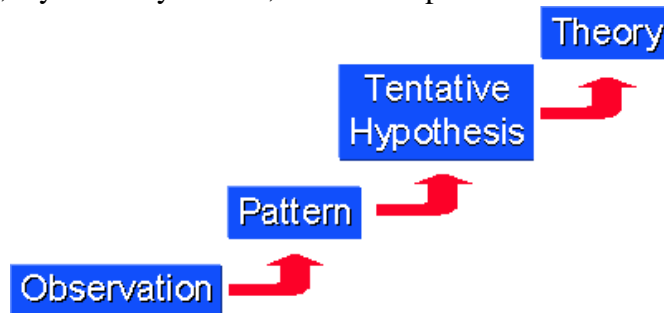 Theory
Tentative
Hypothesis
Pattern
Observation